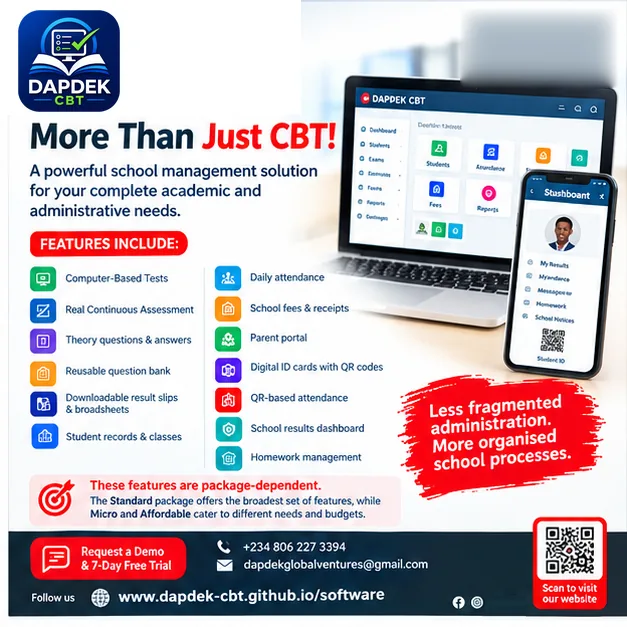 DAPDEK
CBT
More Than Just CBT!
A powerful school management solution
for your complete academic and
administrative needs.
FEATURES INCLUDE:
Computer-Based Tests
Real Continuous Assessment
Theory questions & answers
Reusable question bank
Downloadable result slips
& broadsheets
Student records & classes
Daily attendance
School fees & receipts
Parent portal
Digital ID cards with QR codes
QR-based attendance
School results dashboard
Homework management
DAPDEK CBT
Dashboard
Students
Exams
Reports
Students
Fees
Reports
Stushboant
My Results
Homework
School Notices
Student ID
Less fragmented
administration.
More organised
school processes.
These features are package-dependent.
The Standard package offers the broadest set of features, while
Micro and Affordable cater to different needs and budgets.
Request a Demo
& 7-Day Free Trial
+234 806 227 3394
dapdekglobalventures@gmail.com
Follow us
www.dapdek-cbt.github.io/software
Scan to visit
our website